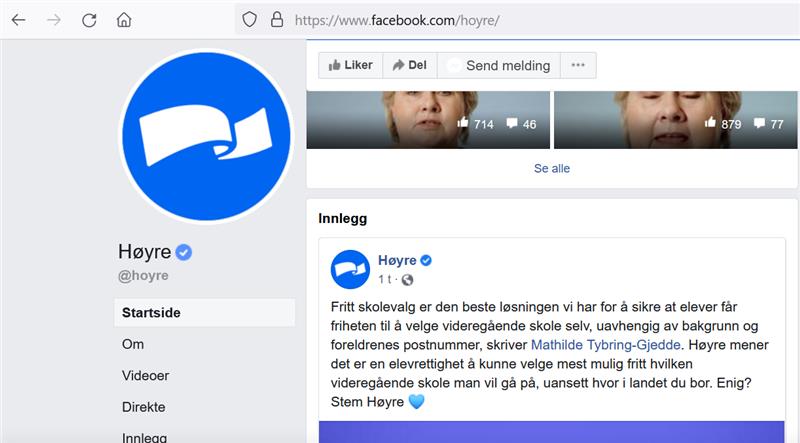 https://www.facebook.com/hoyre/
Liker
Del
Send melding
714
46
879
77
Se alle
Høyre
@hoyre
Startside
Om
Videoer
Direkte
Innlegg
Innlegg
Høyre
1 t ·
Fritt skolevalg er den beste løsningen vi har for å sikre at elever får
friheten til å velge videregående skole selv, uavhengig av bakgrunn og
foreldrenes postnummer, skriver Mathilde Tybring-Gjedde. Høyre mener
det er en elevrettighet å kunne velge mest mulig fritt hvilken
videregående skole man vil gå på, uansett hvor i landet du bor. Enig?
Stem Høyre 💙